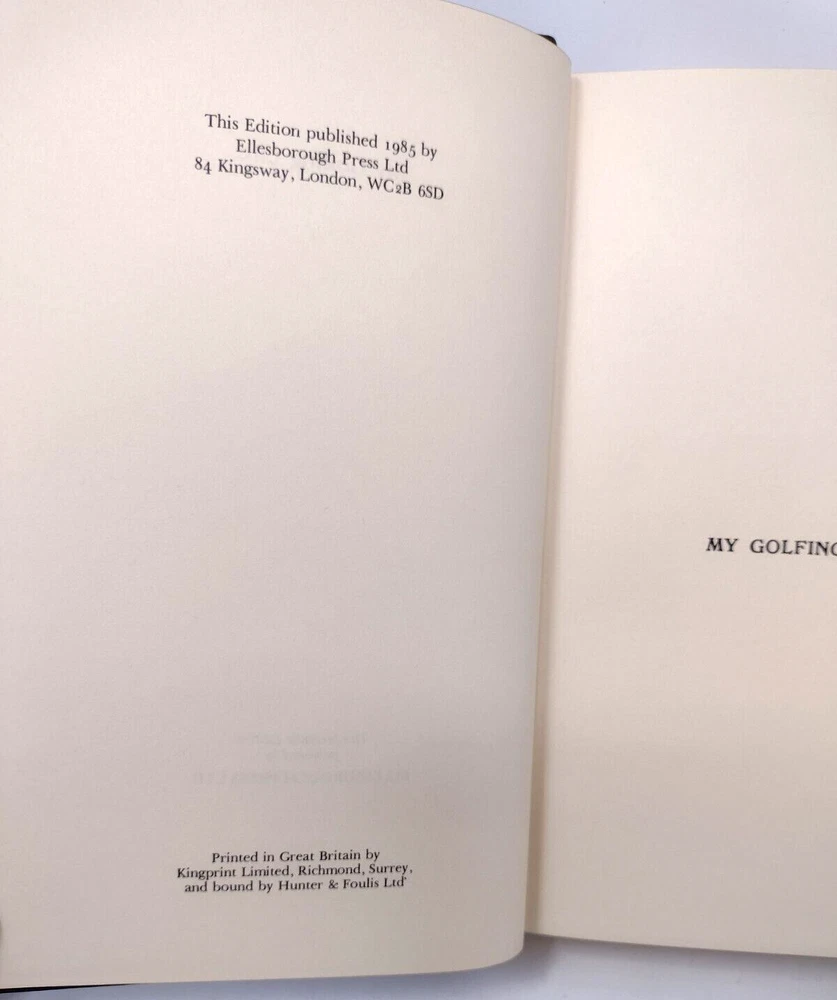 This Edition published 1985 by
Ellesborough Press Ltd
84 Kingsway, London, WC2B 6SD
Printed in Great Britain by
Kingprint Limited, Richmond, Surrey,
and bound by Hunter & Foulis Ltd
MY GOLFING